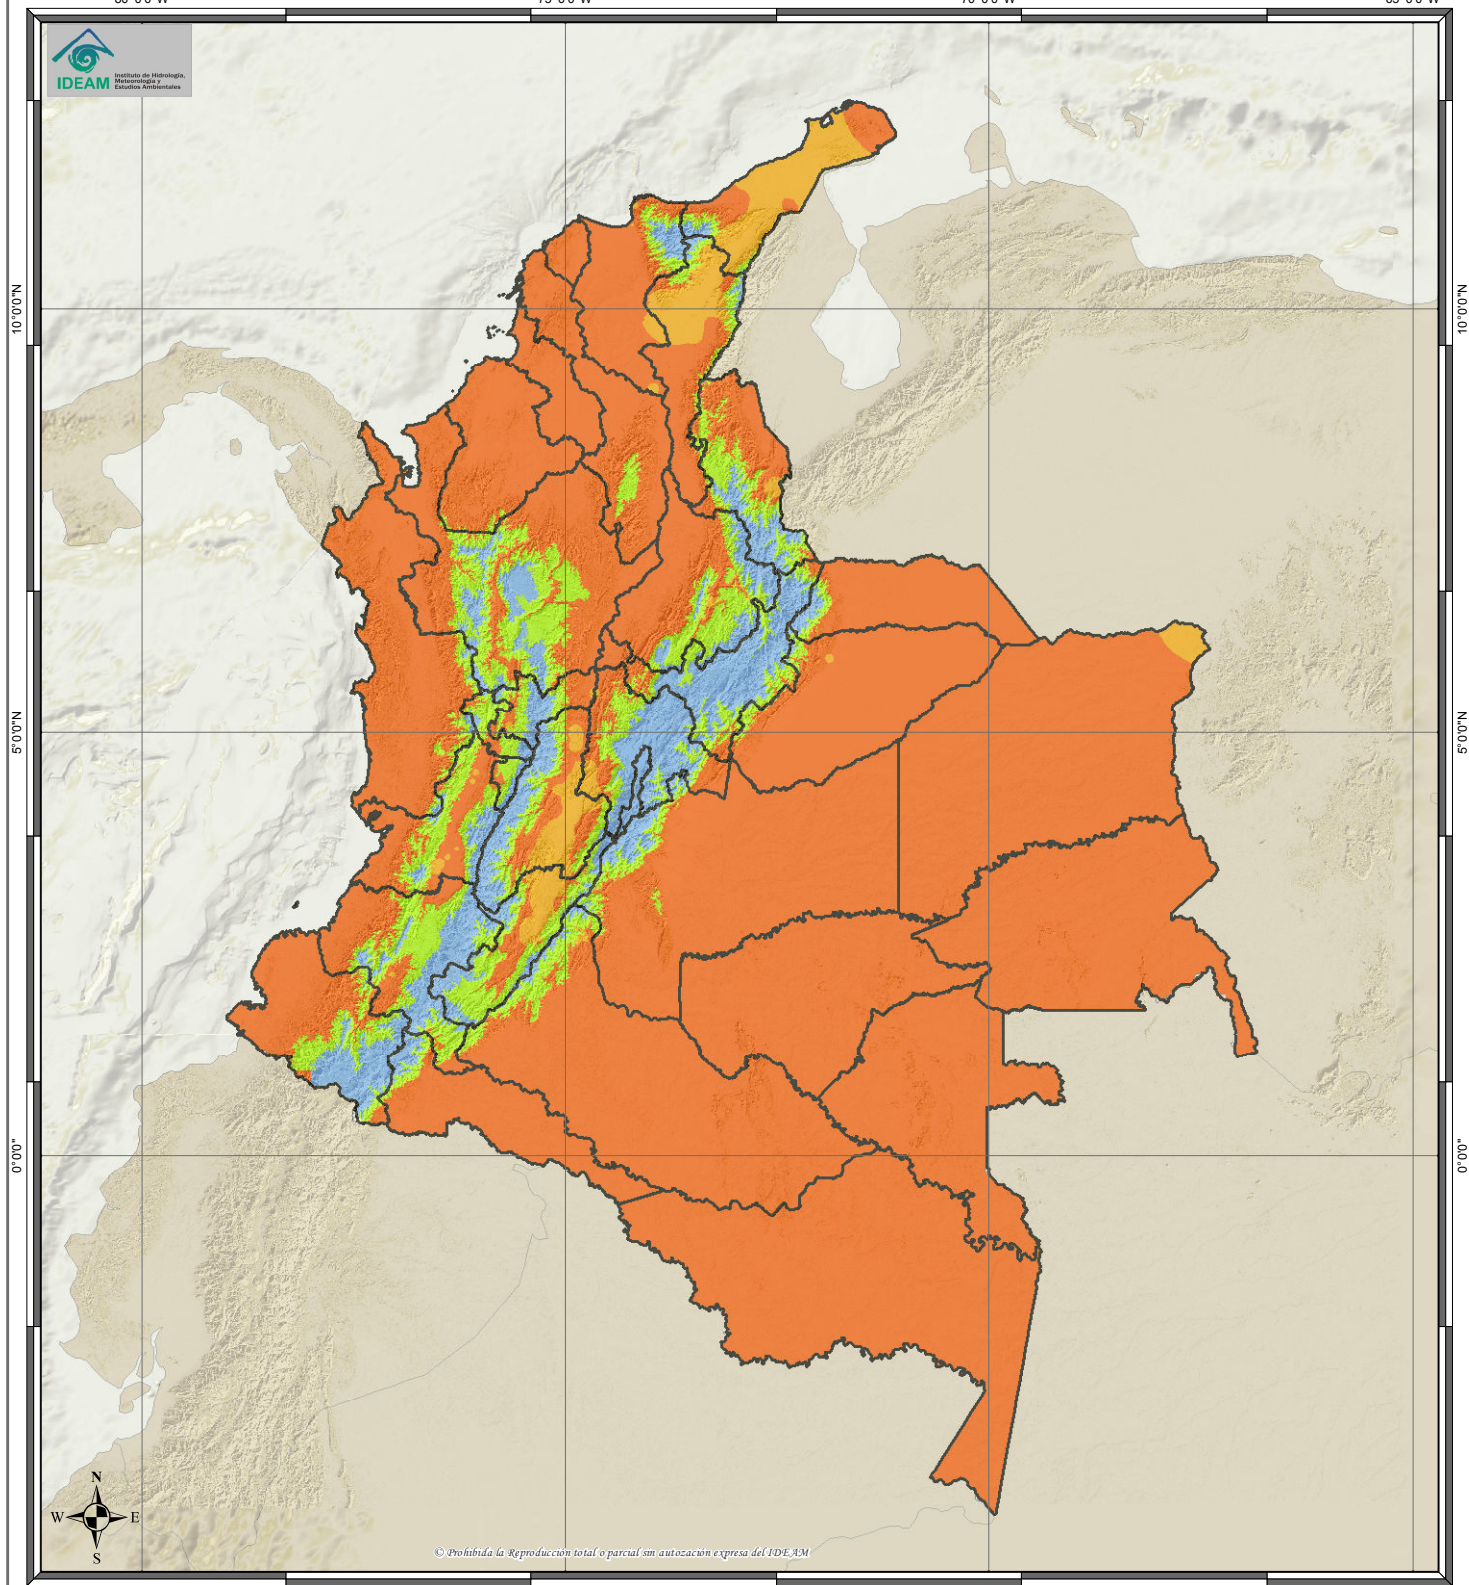 IDEAM
Instituto de Hidrología,
Meteorología y
Estudios Ambientales
10°0'0"N
10°0'0"N
5°0'0"N
5°0'0"N
0°0'0"
0°0'0"
N
W
E
S
© Prohibida la Reproducción total o parcial sin autozación expresa del IDEAM